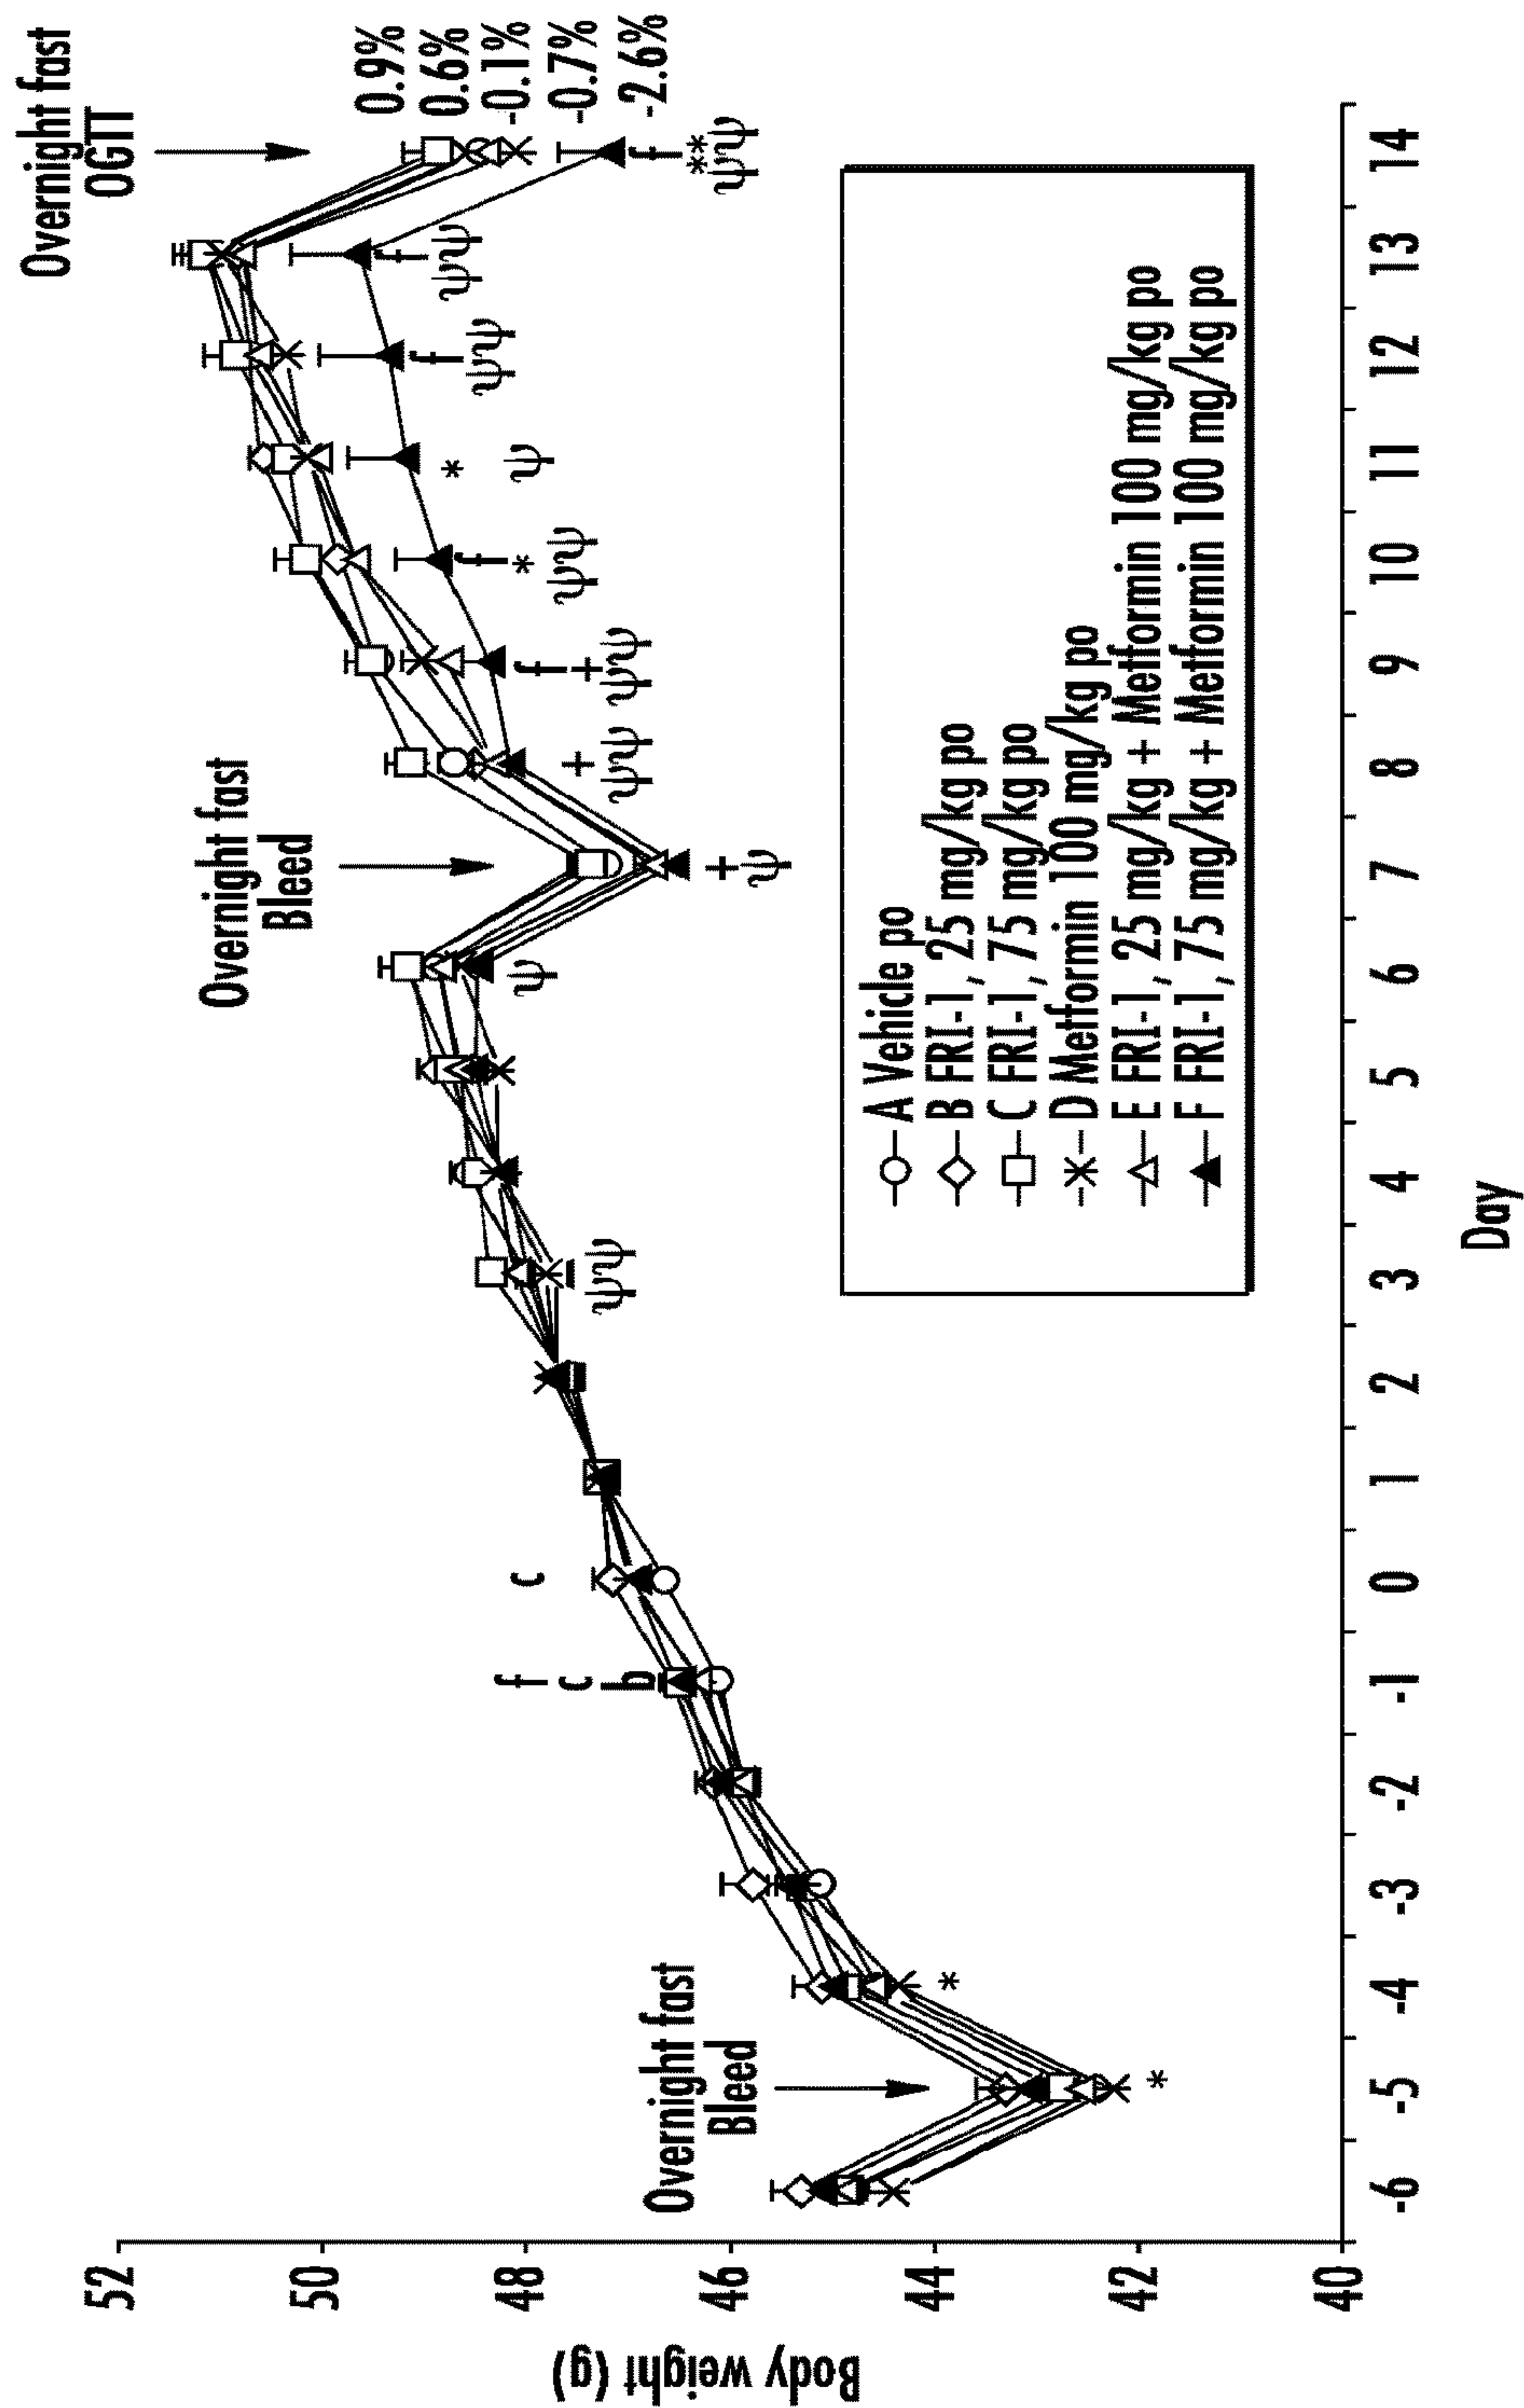 Overnight fast
OGTT
Overnight fast
Bleed
Overnight fast
Bleed
0.9%
0.6%
-0.1%
-0.7%
-2.6%
f
**
ψψ
f
ψψ
f
ψψ
*
ψ
f
*
ψψ
f
+
ψψ
+
ψψ
+
ψ
ψ
ψψ
c
f
c
b
*
*
A Vehicle po
B FRI-1, 25 mg/kg po
C FRI-1, 75 mg/kg po
D Metformin 100 mg/kg po
E FRI-1, 25 mg/kg + Metformin 100 mg/kg po
F FRI-1, 75 mg/kg + Metformin 100 mg/kg po
52
50
48
46
44
42
40
Body weight (g)
-6 -5 -4 -3 -2 -1 0 1 2 3 4 5 6 7 8 9 10 11 12 13 14
Day